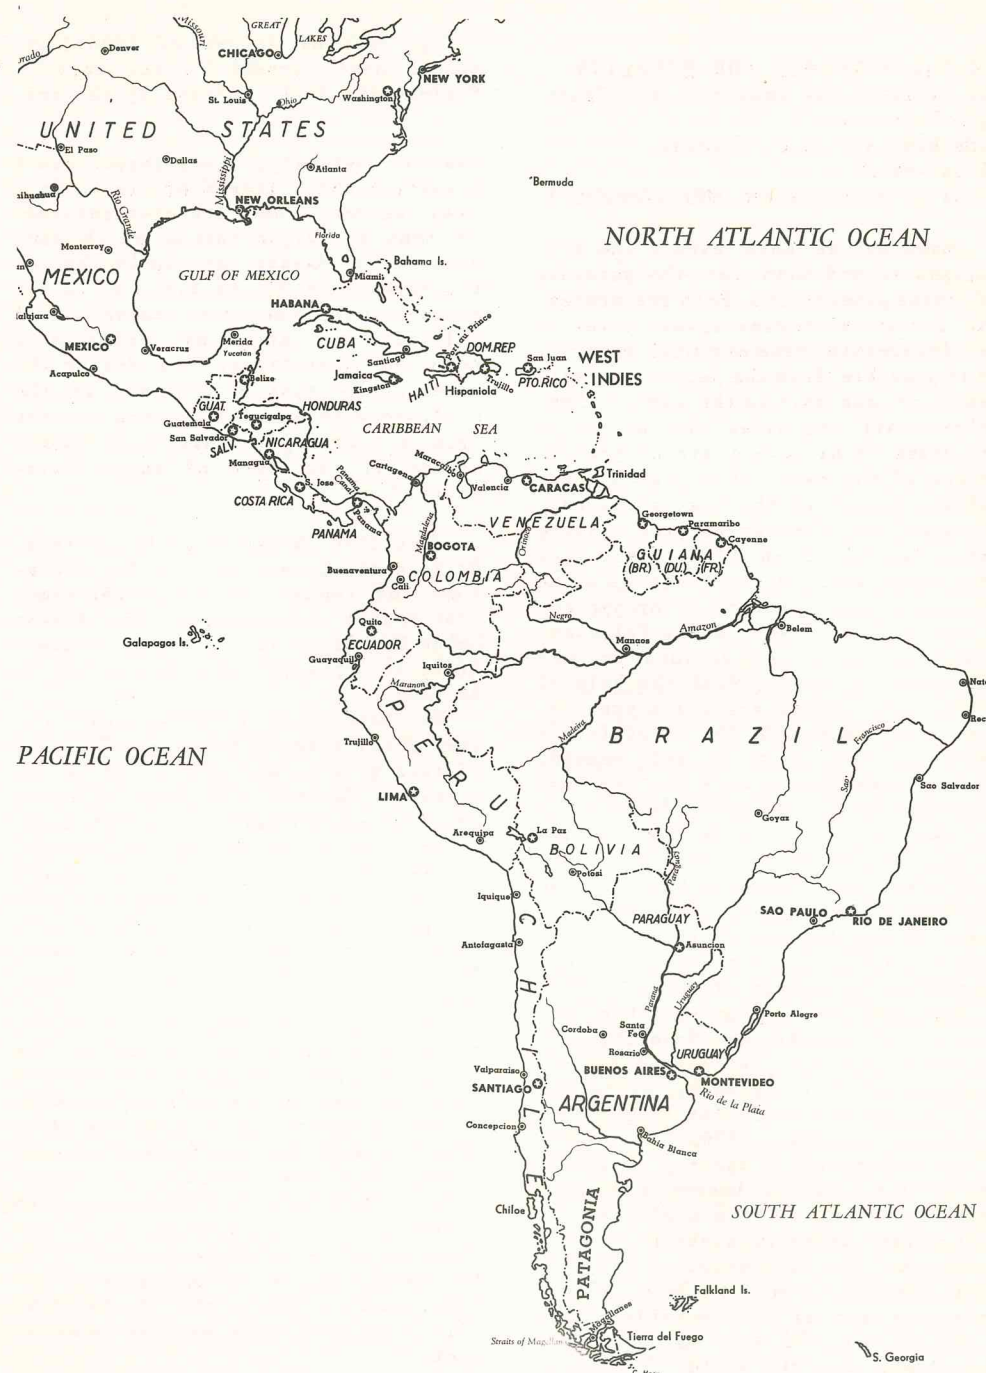 GREAT
LAKES
Missouri
Denver
CHICAGO
NEW YORK
St. Louis
Ohio
Washington
UNITED STATES
El Paso
Dallas
Atlanta
Mississippi
Bermuda
Rio Grande
NEW ORLEANS
Florida
NORTH ATLANTIC OCEAN
Monterrey
MEXICO
GULF OF MEXICO
Miami
Bahama Is.
HABANA
CUBA
MEXICO
Veracruz
Merida
Yucatan
Acapulco
Santiago
Port au Prince
DOM.REP.
San Juan
WEST
INDIES
Jamaica
Kingston
HAITI
Hispaniola
Trujillo
PTO.RICO
Belize
GUAT.
Guatemala
HONDURAS
Tegucigalpa
San Salvador
SALV.
NICARAGUA
Managua
CARIBBEAN SEA
COSTA RICA
S. Jose
Panama
Canal
Panama
PANAMA
Cartagena
Maracaibo
Valencia
CARACAS
Trinidad
Magdalena
VENEZUELA
Orinoco
Georgetown
Paramaribo
Cayenne
GUIANA
(BR.) (DU.) (FR.)
BOGOTA
Buenaventura
Cali
COLOMBIA
Negro
Amazon
Belem
Quito
ECUADOR
Guayaquil
Galapagos Is.
Iquitos
Manaos
Maranon
PERU
Madeira
BRAZIL
Sao Francisco
PACIFIC OCEAN
Trujillo
LIMA
Arequipa
La Paz
BOLIVIA
Potosi
Goyaz
Sao Salvador
Paraguay
Iquique
CHILE
PARAGUAY
SAO PAULO
RIO DE JANEIRO
Antofagasta
Asuncion
Parana
Uruguay
Porto Alegre
Cordoba
Santa
Fe
Rosario
URUGUAY
Valparaiso
SANTIAGO
BUENOS AIRES
MONTEVIDEO
Rio de la Plata
ARGENTINA
Concepcion
Bahia Blanca
Chiloe
PATAGONIA
SOUTH ATLANTIC OCEAN
Falkland Is.
Magallanes
Straits of
Tierra del Fuego
S. Georgia